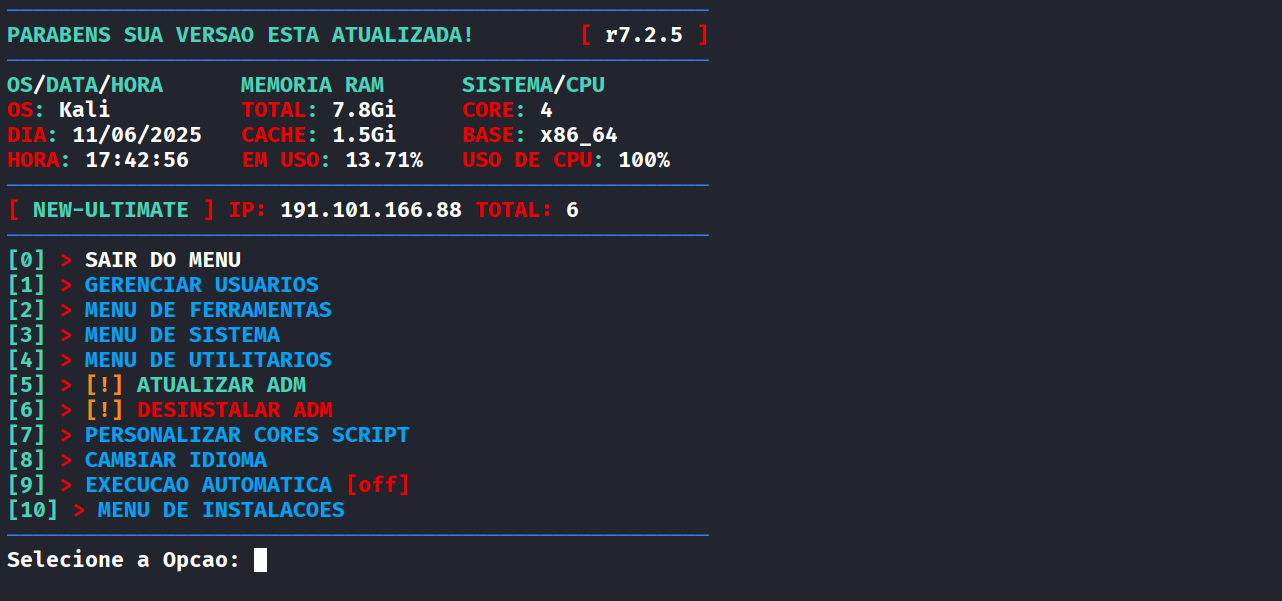 PARABENS SUA VERSAO ESTA ATUALIZADA! [ r7.2.5 ]
OS/DATA/HORA MEMORIA RAM SISTEMA/CPU
OS: Kali TOTAL: 7.8Gi CORE: 4
DIA: 11/06/2025 CACHE: 1.5Gi BASE: x86_64
HORA: 17:42:56 EM USO: 13.71% USO DE CPU: 100%
[ NEW-ULTIMATE ] IP: 191.101.166.88 TOTAL: 6
[0] > SAIR DO MENU
[1] > GERENCIAR USUARIOS
[2] > MENU DE FERRAMENTAS
[3] > MENU DE SISTEMA
[4] > MENU DE UTILITARIOS
[5] > [!] ATUALIZAR ADM
[6] > [!] DESINSTALAR ADM
[7] > PERSONALIZAR CORES SCRIPT
[8] > CAMBIAR IDIOMA
[9] > EXECUCAO AUTOMATICA [off]
[10] > MENU DE INSTALACOES
Selecione a Opcao: